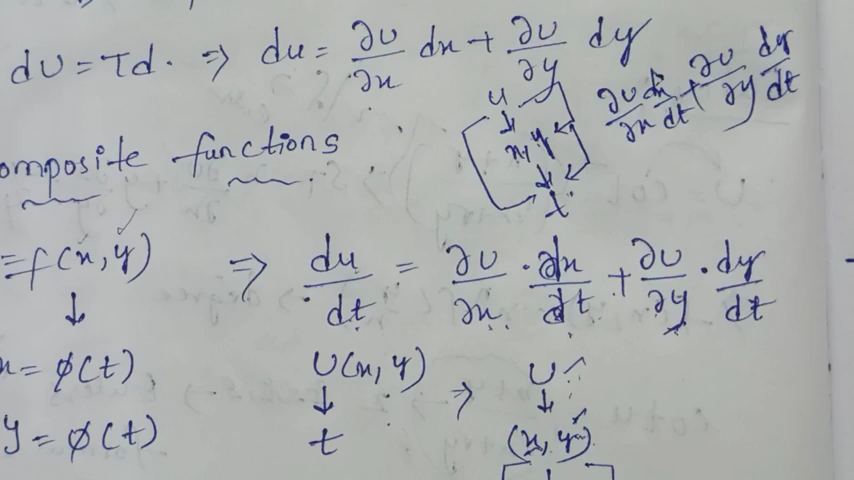 dU = Td. ⇒ du = ∂U/∂x dx + ∂U/∂y dy
u ↓ x, y ↓ t
∂U/∂x dx/dt + ∂U/∂y dy/dt
omposite functions
= f(x, y) ⇒ du/dt = ∂U/∂x · dx/dt + ∂U/∂y · dy/dt
↓
x = φ(t) U(x, y) ⇒ U
↓ ↓
y = φ(t) t (x, y)